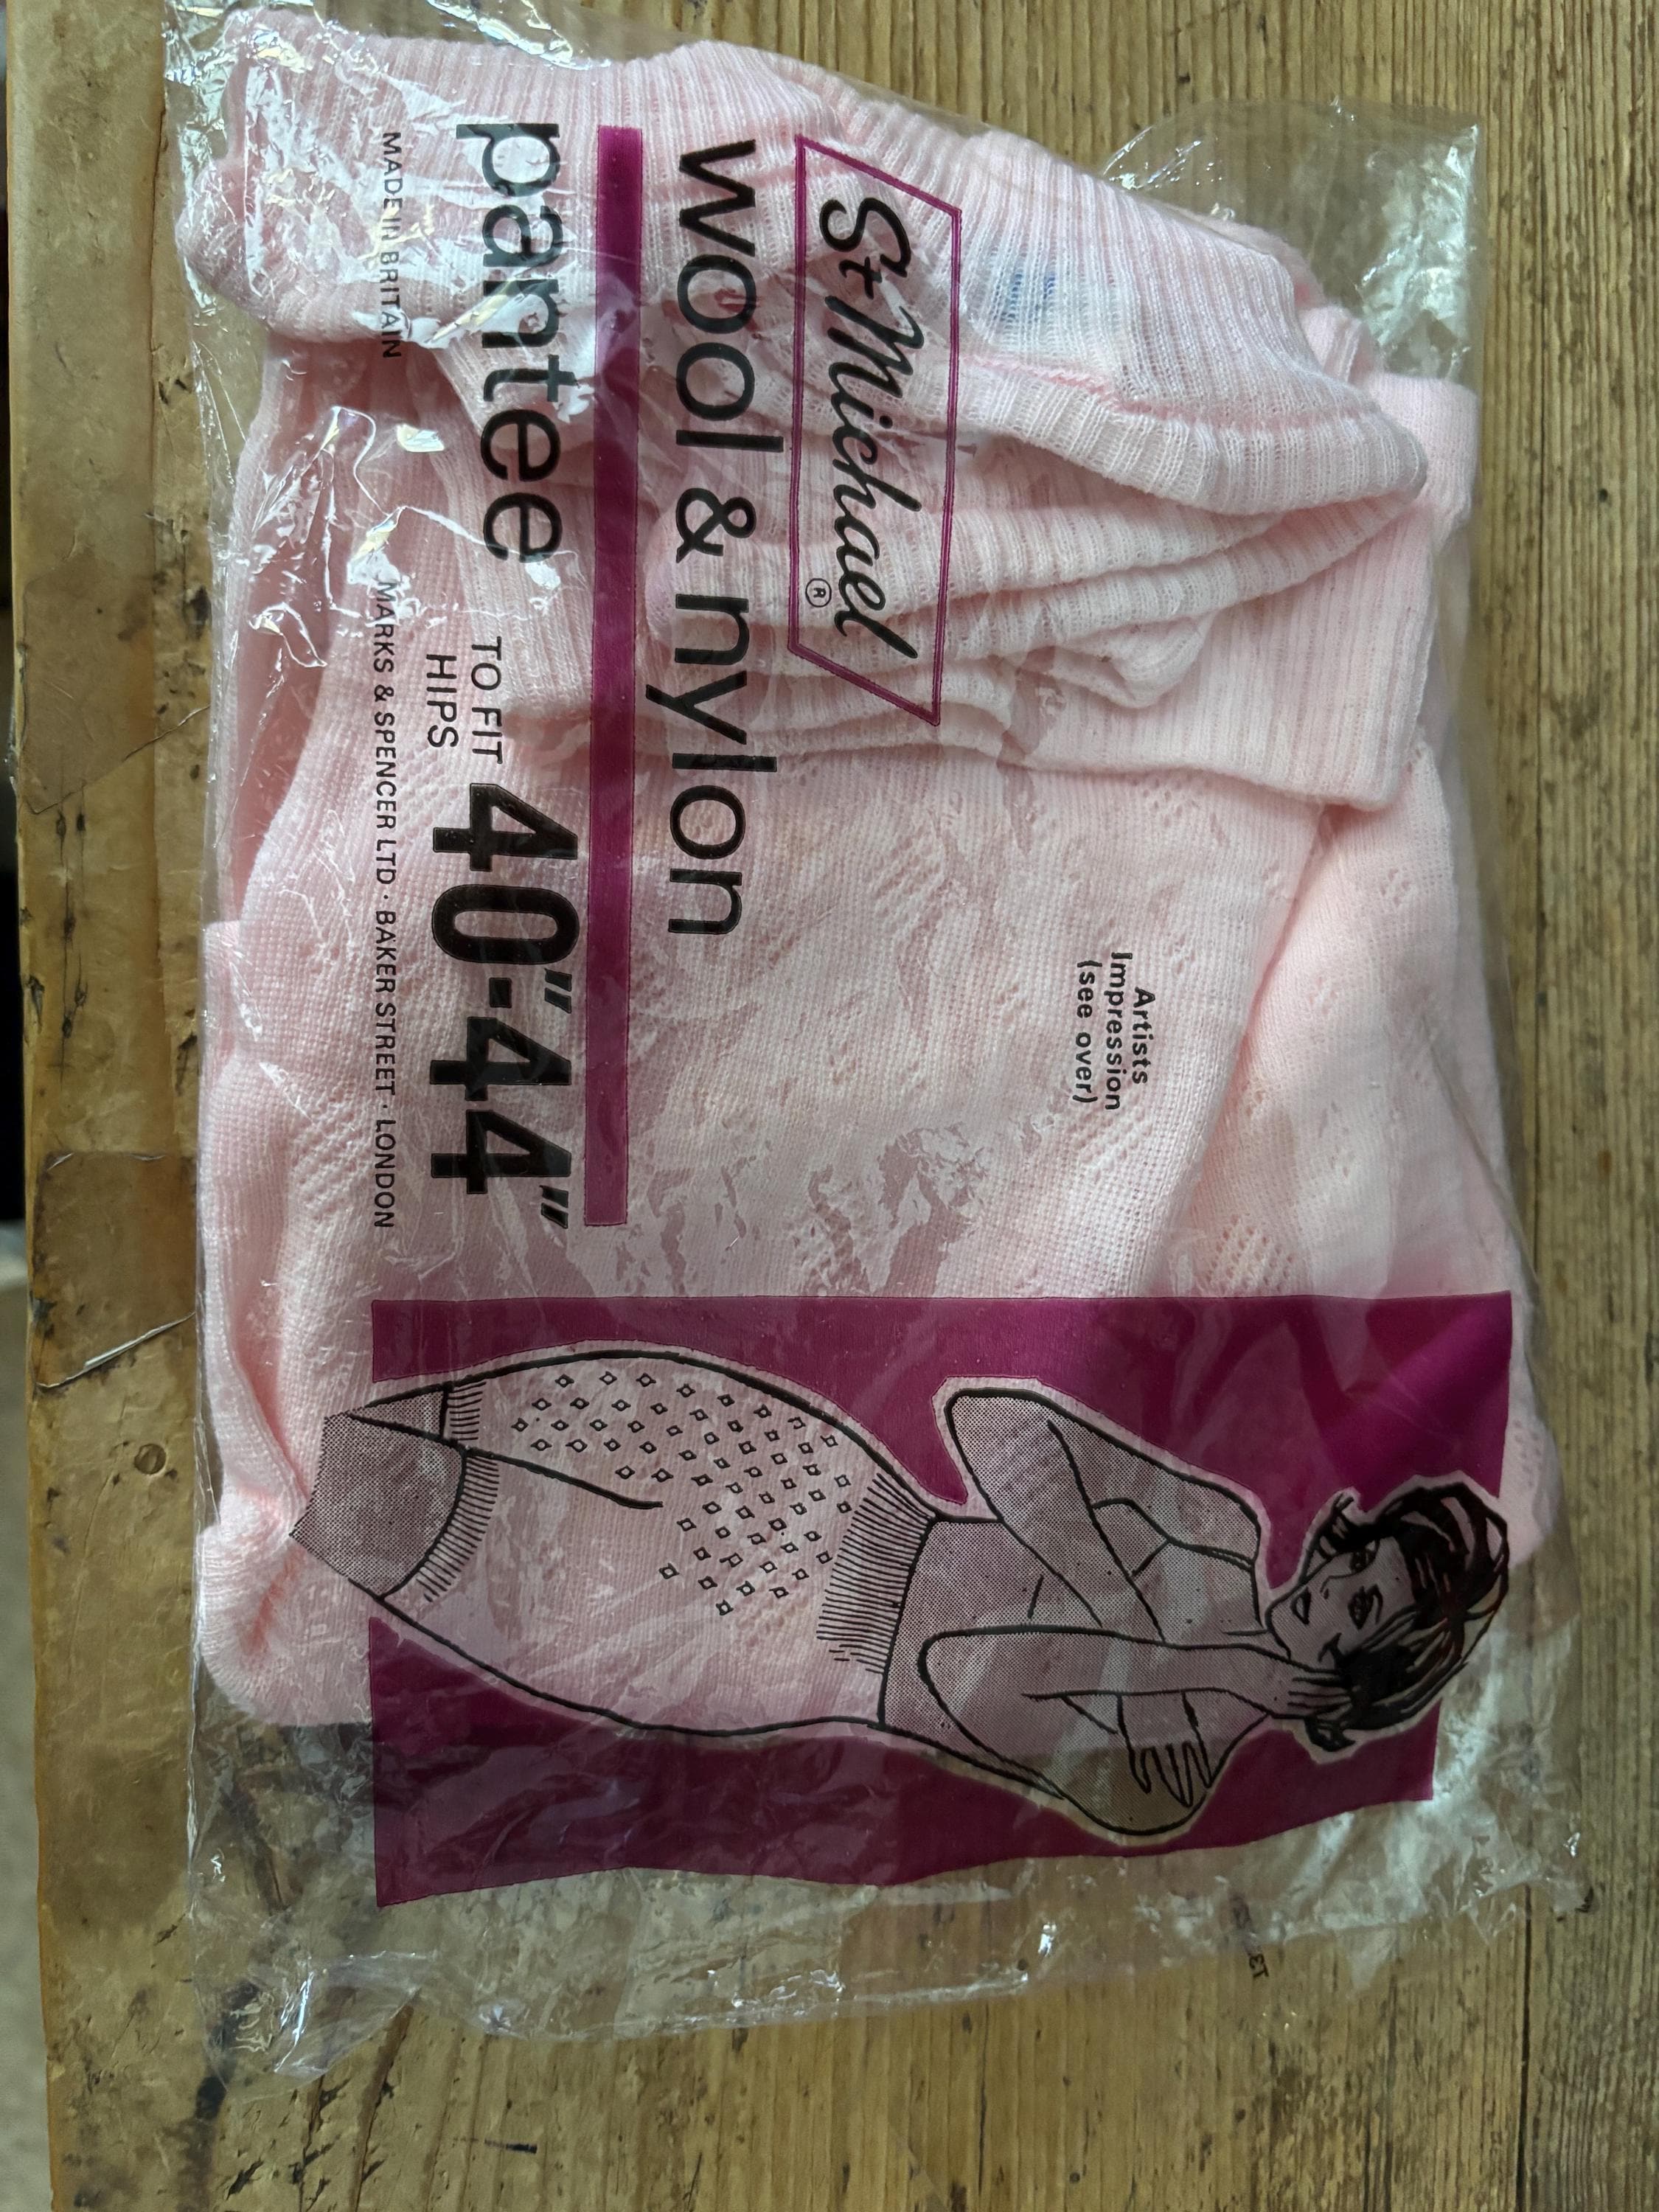 St Michael ®
wool & nylon
pantee
TO FIT
HIPS
40"-44"
MADE IN BRITAIN
MARKS & SPENCER LTD · BAKER STREET · LONDON
Artists
Impression
(see over)